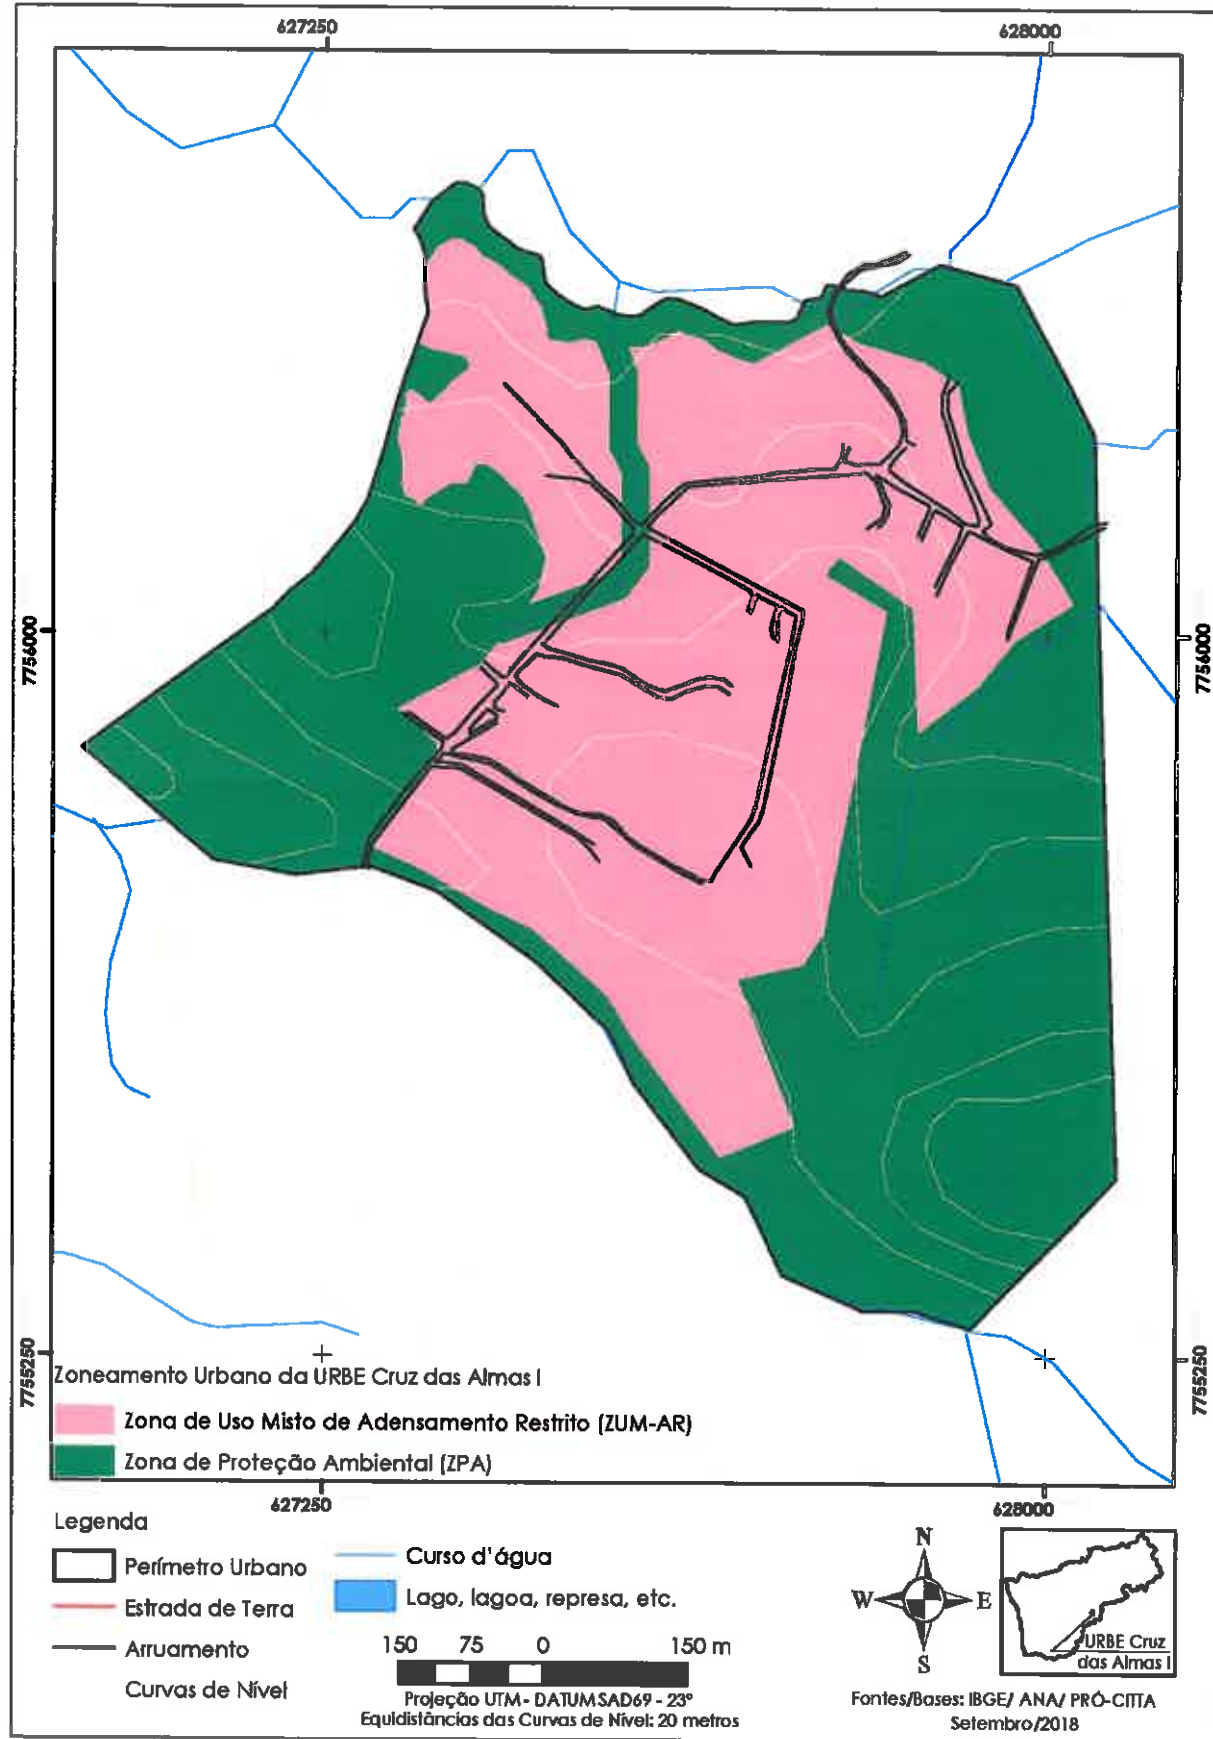 627250
628000
7756000
7756000
7755250
7755250
Zoneamento Urbano da URBE Cruz das Almas I
Zona de Uso Misto de Adensamento Restrito (ZUM-AR)
Zona de Proteção Ambiental (ZPA)
627250
628000
Legenda
Perímetro Urbano
Estrada de Terra
Arruamento
Curvas de Nível
Curso d'água
Lago, lagoa, represa, etc.
150 75 0 150 m
Projeção UTM - DATUM SAD69 - 23º
Equidistâncias das Curvas de Nível: 20 metros
N
W E
S
URBE Cruz
das Almas I
Fontes/Bases: IBGE/ ANA/ PRÓ-CITTA
Setembro/2018